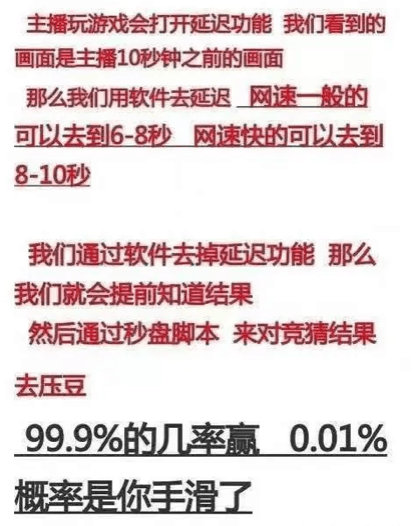 主播玩游戏会打开延迟功能 我们看到的
画面是主播10秒钟之前的画面
那么我们用软件去延迟 网速一般的
可以去到6-8秒 网速快的可以去到
8-10秒
我们通过软件去掉延迟功能 那么
我们就会提前知道结果
然后通过秒盘脚本 来对竞猜结果
去压豆
99.9%的几率赢 0.01%
概率是你手滑了